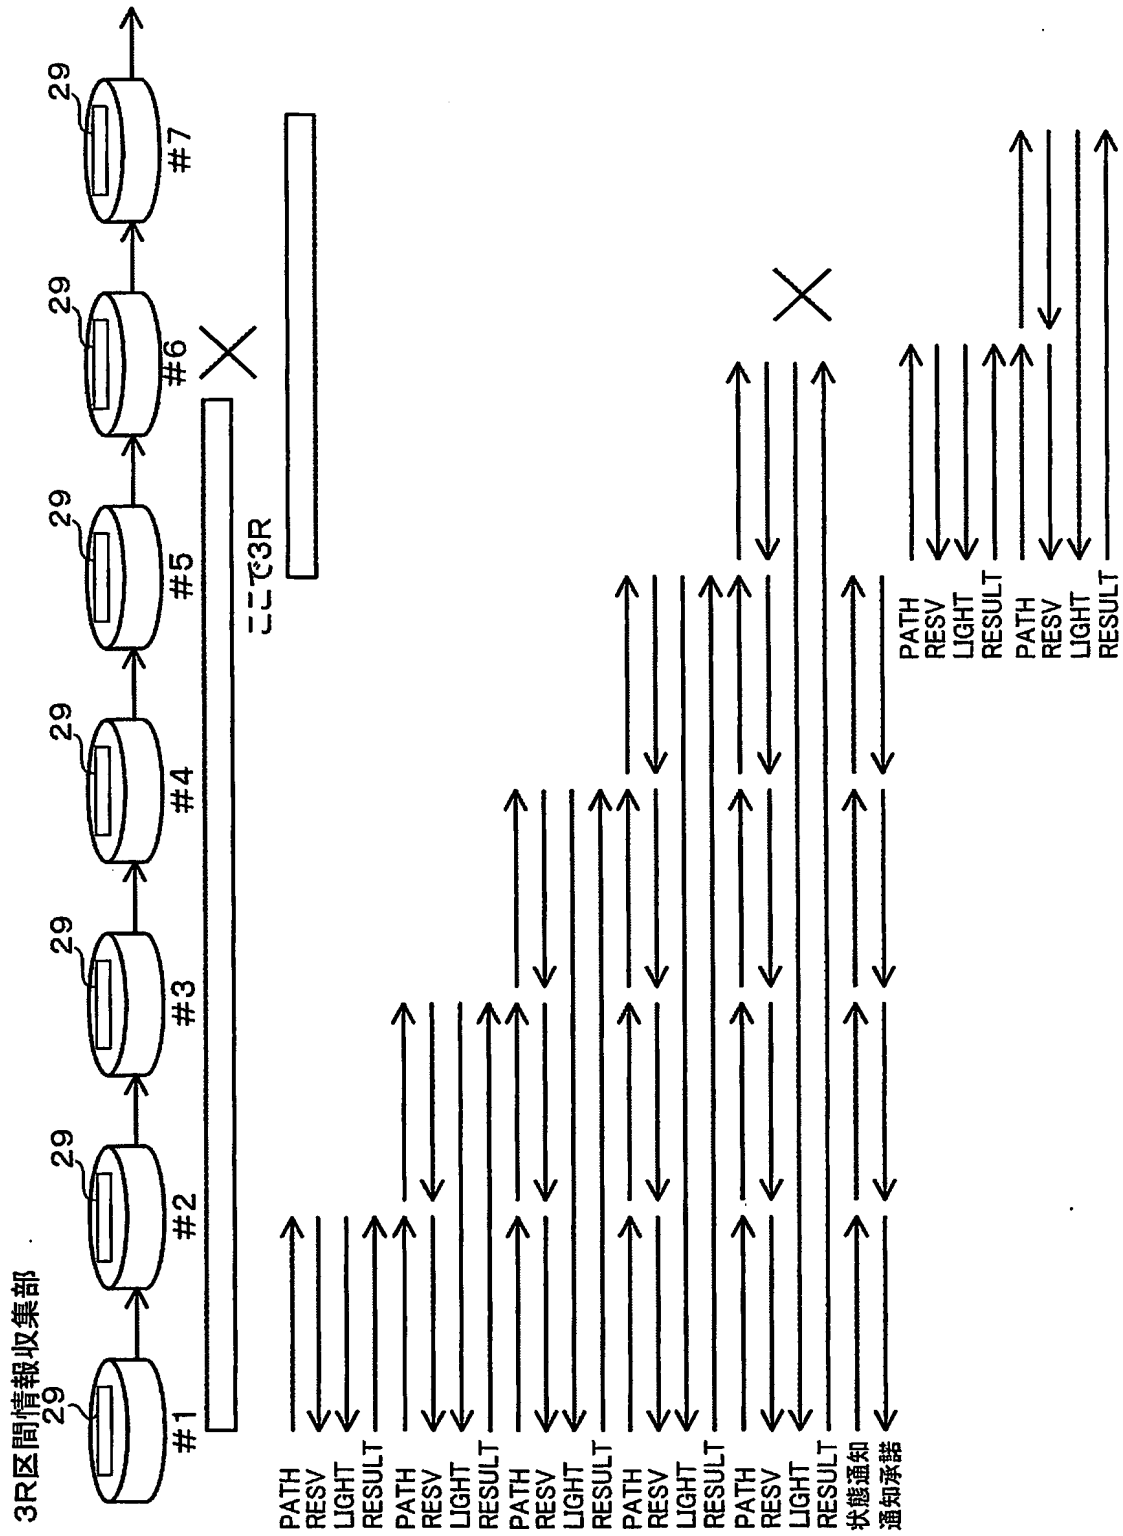 3R区間情報収集部
29
29
29
29
29
29
29
#1
#2
#3
#4
#5
#6
#7
ここで3R
PATH
RESV
LIGHT
RESULT
PATH
RESV
LIGHT
RESULT
PATH
RESV
LIGHT
RESULT
PATH
RESV
LIGHT
RESULT
PATH
RESV
LIGHT
RESULT
状態通知
通知承諾
PATH
RESV
LIGHT
RESULT
PATH
RESV
LIGHT
RESULT